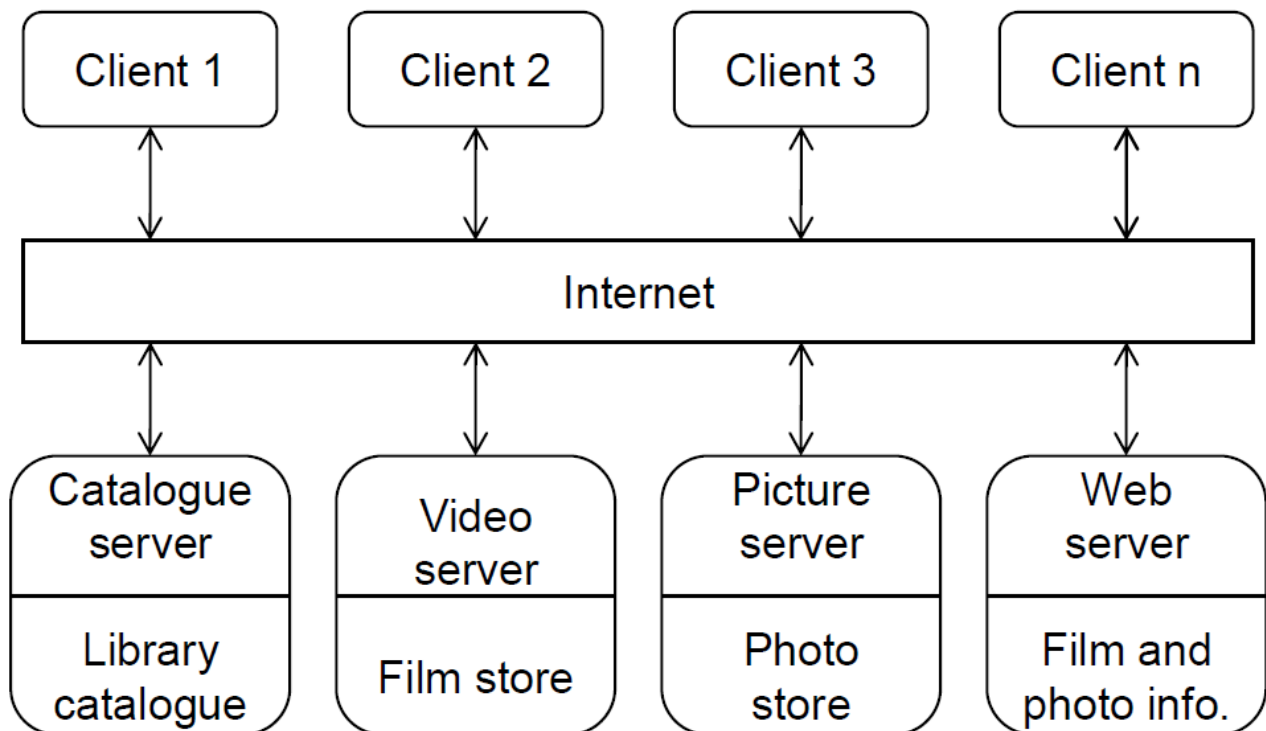 Client 1
Client 2
Client 3
Client n
Internet
Catalogue
server
Library
catalogue
Video
server
Film store
Picture
server
Photo
store
Web
server
Film and
photo info.